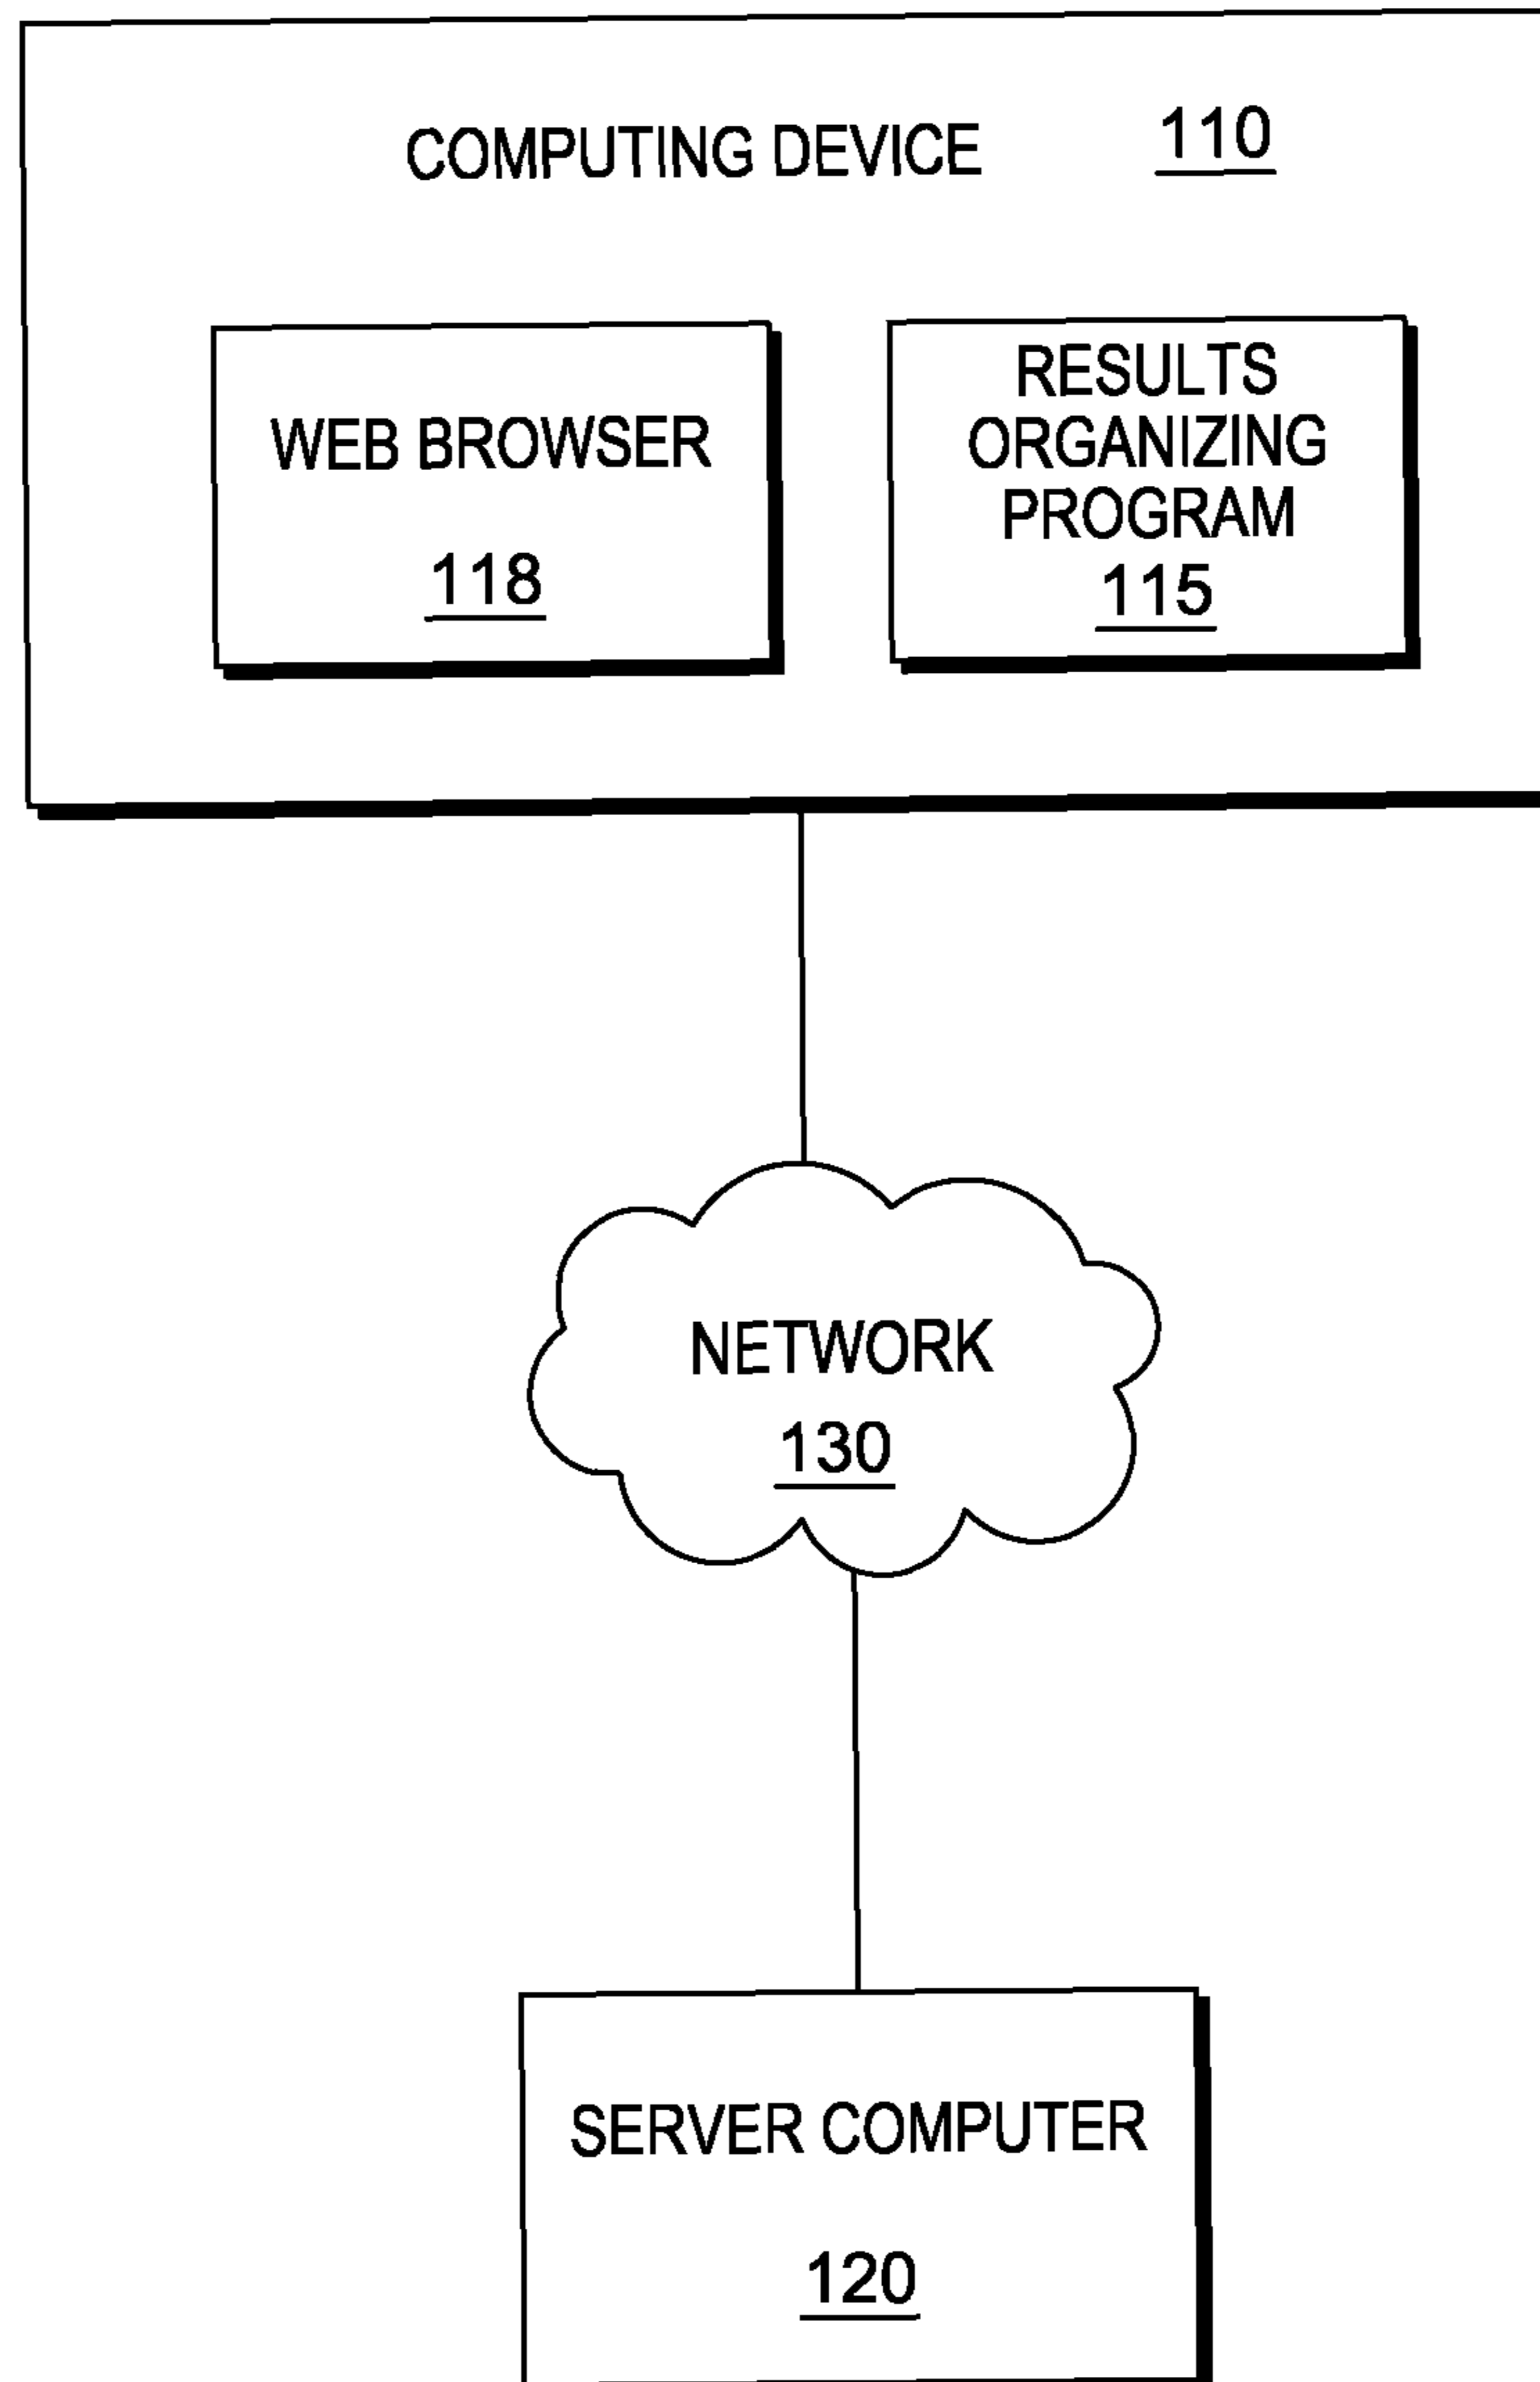 COMPUTING DEVICE 110
WEB BROWSER
118
RESULTS
ORGANIZING
PROGRAM
115
NETWORK
130
SERVER COMPUTER
120